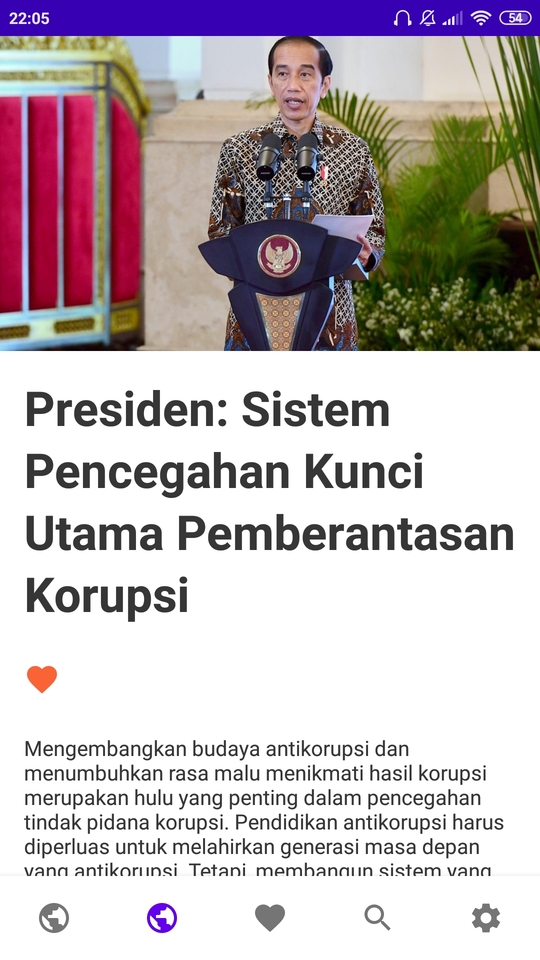 22:05
54
Presiden: Sistem
Pencegahan Kunci
Utama Pemberantasan
Korupsi
Mengembangkan budaya antikorupsi dan
menumbuhkan rasa malu menikmati hasil korupsi
merupakan hulu yang penting dalam pencegahan
tindak pidana korupsi. Pendidikan antikorupsi harus
diperluas untuk melahirkan generasi masa depan
yang antikorupsi. Tetapi, membangun sistem yang